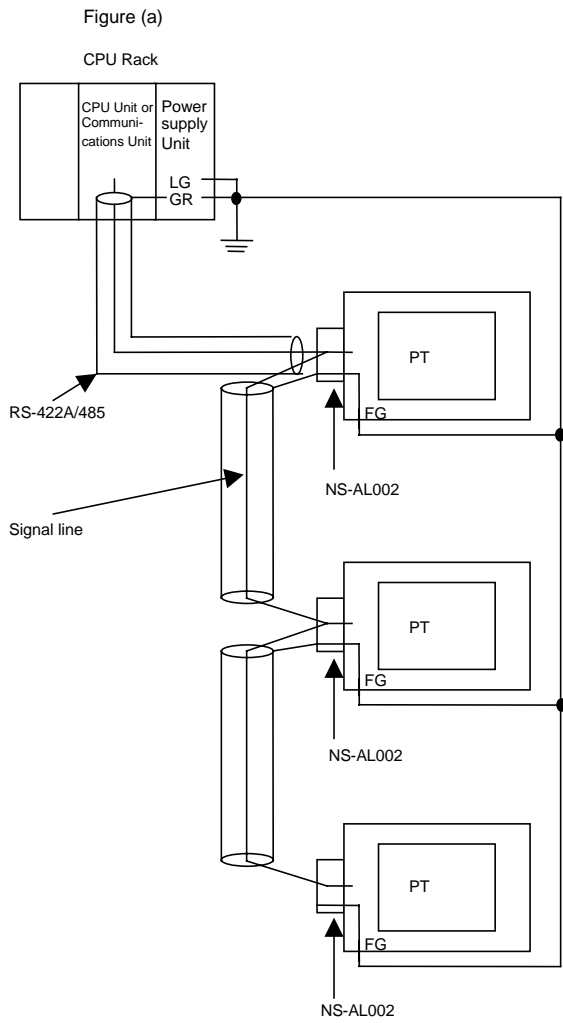 Figure (a)
CPU Rack
CPU Unit or
Communi-
cations Unit
Power
supply
Unit
LG
GR
RS-422A/485
PT
FG
NS-AL002
Signal line
PT
FG
NS-AL002
PT
FG
NS-AL002